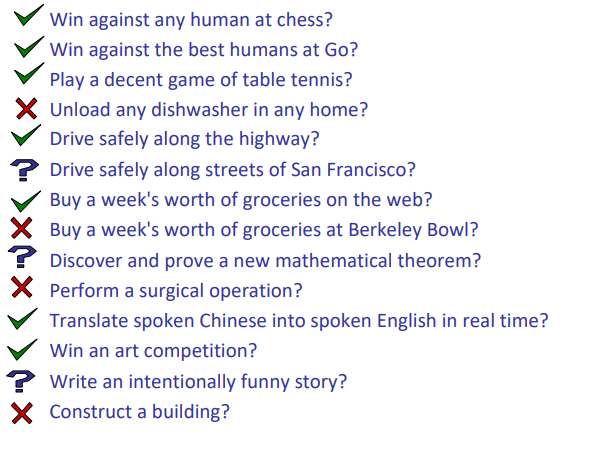 Win against any human at chess?
Win against the best humans at Go?
Play a decent game of table tennis?
Unload any dishwasher in any home?
Drive safely along the highway?
Drive safely along streets of San Francisco?
Buy a week's worth of groceries on the web?
Buy a week's worth of groceries at Berkeley Bowl?
Discover and prove a new mathematical theorem?
Perform a surgical operation?
Translate spoken Chinese into spoken English in real time?
Win an art competition?
Write an intentionally funny story?
Construct a building?